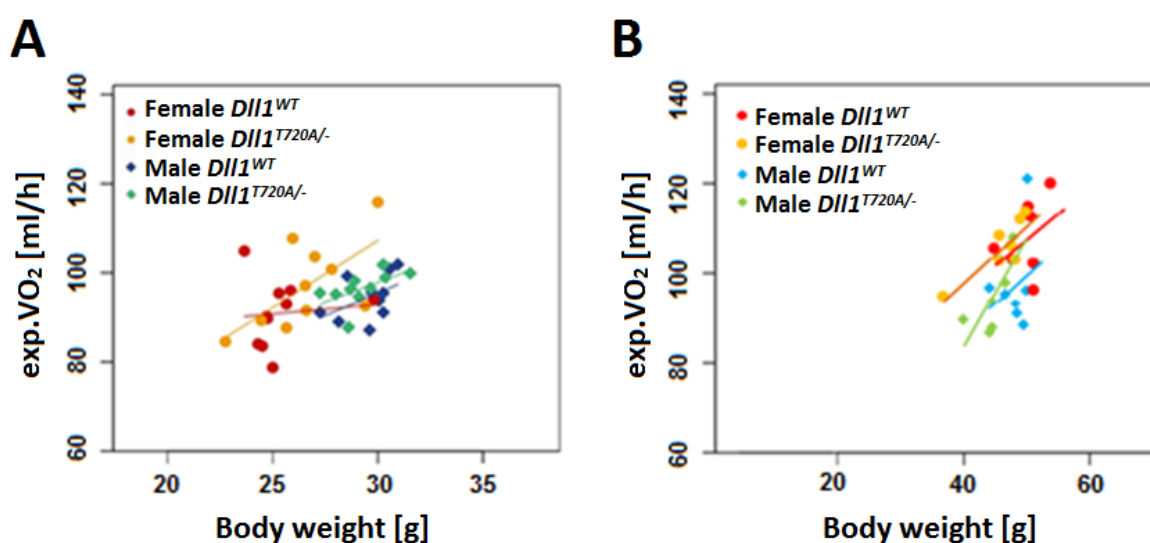 A
exp.VO2 [ml/h]
140
120
100
80
60
Female Dll1WT
Female Dll1T720A/-
Male Dll1WT
Male Dll1T720A/-
20 25 30 35
Body weight [g]
B
exp.VO2 [ml/h]
140
120
100
80
60
Female Dll1WT
Female Dll1T720A/-
Male Dll1WT
Male Dll1T720A/-
20 40 60
Body weight [g]